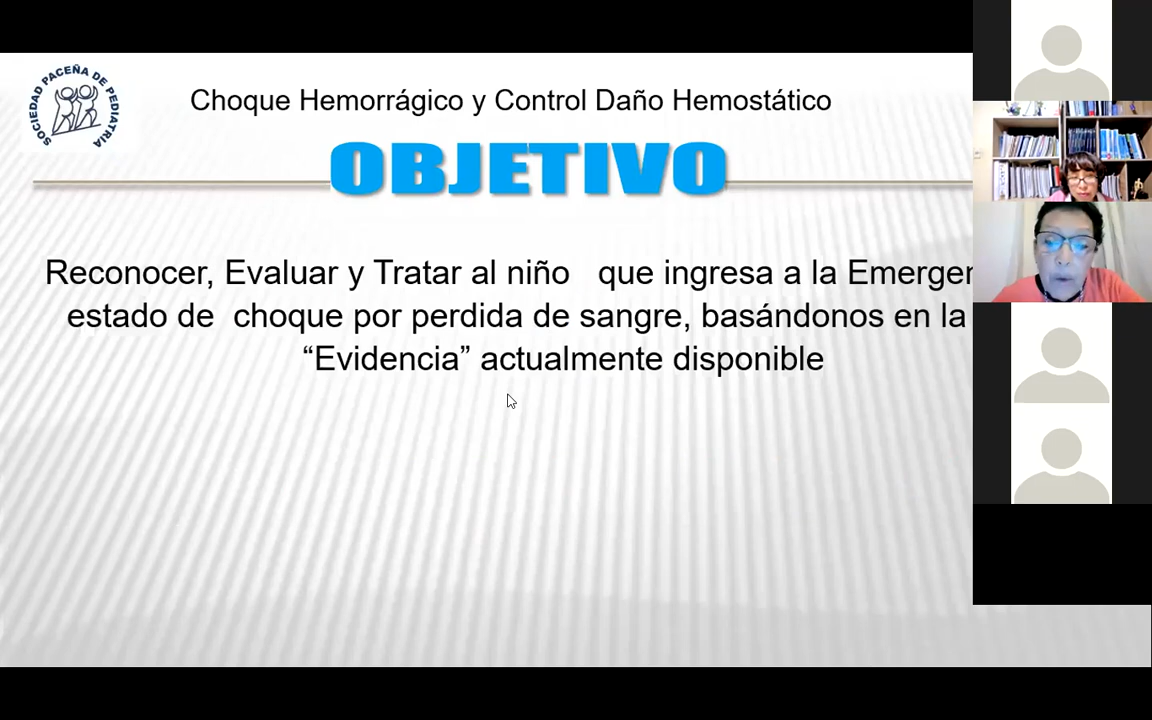 SOCIEDAD PACEÑA DE PEDIATRIA
Choque Hemorrágico y Control Daño Hemostático
OBJETIVO
Reconocer, Evaluar y Tratar al niño que ingresa a la
estado de choque por perdida de sangre, basándonos en la
“Evidencia” actualmente disponible